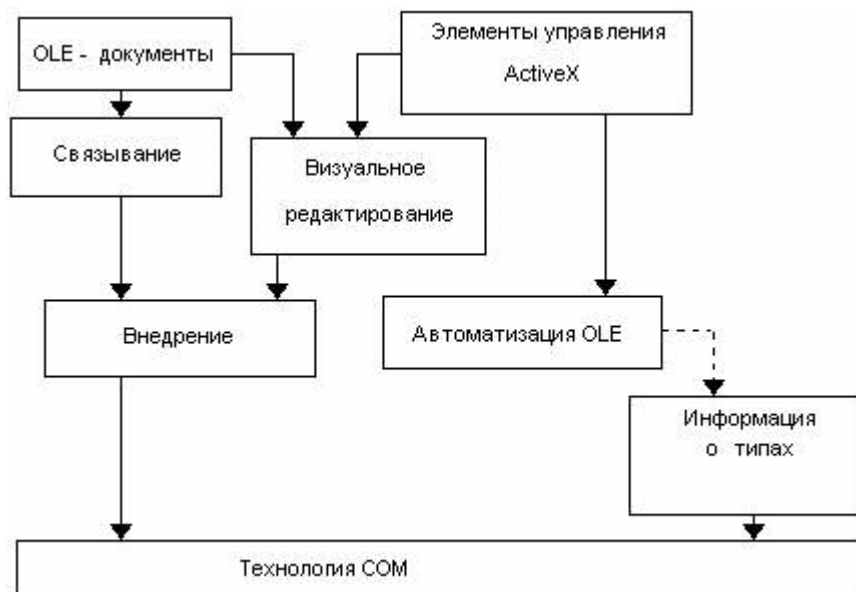 OLE - документы
Элементы управления
ActiveX
Связывание
Визуальное
редактирование
Внедрение
Автоматизация OLE
Информация
о типах
Технология COM